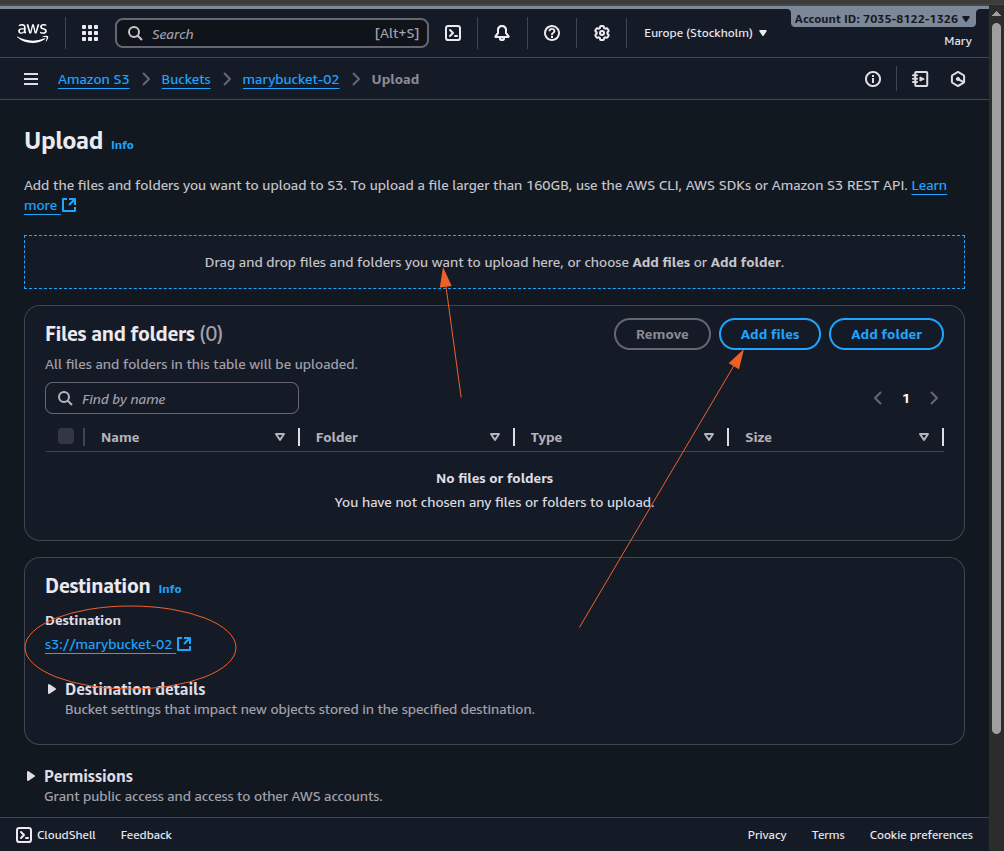 Account ID: 7035-8122-1326
aws
Search [Alt+S]
Europe (Stockholm)
Mary
Amazon S3 Buckets marybucket-02 Upload
Upload Info
Add the files and folders you want to upload to S3. To upload a file larger than 160GB, use the AWS CLI, AWS SDKs or Amazon S3 REST API. Learn
more
Drag and drop files and folders you want to upload here, or choose Add files or Add folder.
Files and folders (0)
Remove Add files Add folder
All files and folders in this table will be uploaded.
Find by name
1
Name Folder Type Size
No files or folders
You have not chosen any files or folders to upload.
Destination Info
Destination
s3://marybucket-02
Destination details
Bucket settings that impact new objects stored in the specified destination.
Permissions
Grant public access and access to other AWS accounts.
CloudShell Feedback Privacy Terms Cookie preferences